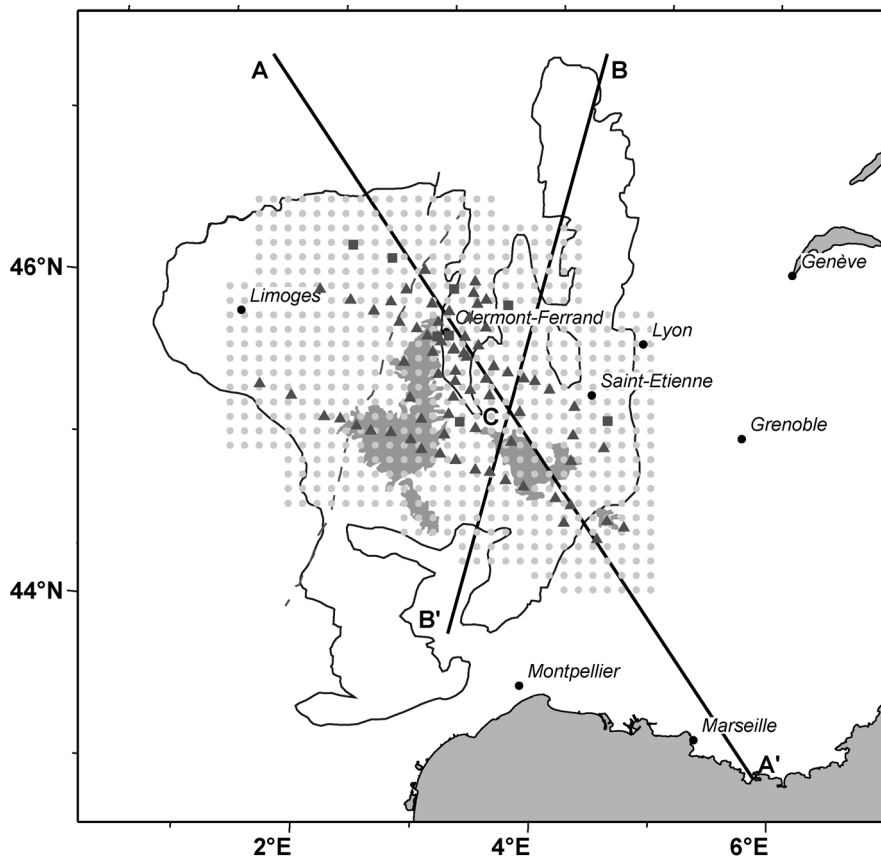 A
B
46°N
Genève
Limoges
Clermont-Ferrand
Lyon
Saint-Etienne
C
Grenoble
44°N
B'
Montpellier
Marseille
A'
2°E
4°E
6°E